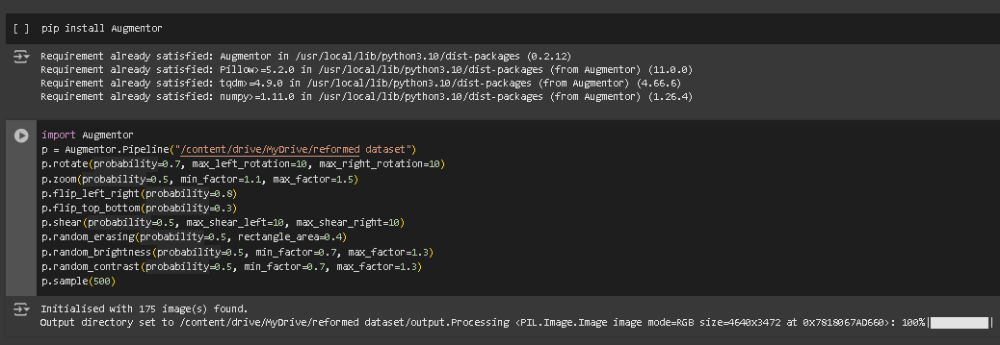 [ ] pip install Augmentor
Requirement already satisfied: Augmentor in /usr/local/lib/python3.10/dist-packages (0.2.12)
Requirement already satisfied: Pillow>=5.2.0 in /usr/local/lib/python3.10/dist-packages (from Augmentor) (11.0.0)
Requirement already satisfied: tqdm>=4.9.0 in /usr/local/lib/python3.10/dist-packages (from Augmentor) (4.66.6)
Requirement already satisfied: numpy>=1.11.0 in /usr/local/lib/python3.10/dist-packages (from Augmentor) (1.26.4)
import Augmentor
p = Augmentor.Pipeline("/content/drive/MyDrive/reformed dataset")
p.rotate(probability=0.7, max_left_rotation=10, max_right_rotation=10)
p.zoom(probability=0.5, min_factor=1.1, max_factor=1.5)
p.flip_left_right(probability=0.8)
p.flip_top_bottom(probability=0.3)
p.shear(probability=0.5, max_shear_left=10, max_shear_right=10)
p.random_erasing(probability=0.5, rectangle_area=0.4)
p.random_brightness(probability=0.5, min_factor=0.7, max_factor=1.3)
p.random_contrast(probability=0.5, min_factor=0.7, max_factor=1.3)
p.sample(500)
Initialised with 175 image(s) found.
Output directory set to /content/drive/MyDrive/reformed dataset/output.Processing <PIL.Image.Image image mode=RGB size=4640x3472 at 0x7818067AD660>: 100%|